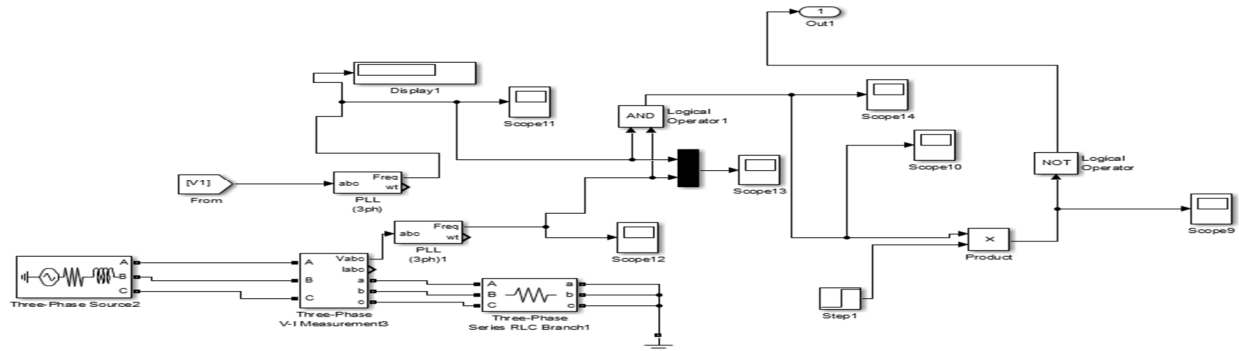 1
Out1
Display1
Scope11
AND
Logical
Operator1
Scope14
Scope10
NOT
Logical
Operator
Scope13
[V1]
From
abc
Freq
wt
PLL
(3ph)
abc
Freq
wt
PLL
(3ph)1
Scope12
Scope9
×
Product
Step1
A
B
C
Three-Phase Source2
A
B
C
Vabc
Iabc
a
b
c
Three-Phase
V-I Measurement3
A
B
C
a
b
c
Three-Phase
Series RLC Branch1